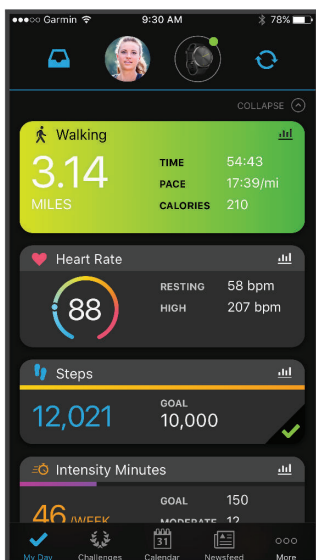 Garmin 9:30 AM 78%
COLLAPSE
Walking
3.14
MILES
TIME 54:43
PACE 17:39/mi
CALORIES 210
Heart Rate
88
RESTING 58 bpm
HIGH 207 bpm
Steps
12,021
GOAL
10,000
Intensity Minutes
46 /WEEK
GOAL 150
MODERATE 12
31
My Day Challenges Calendar Newsfeed More